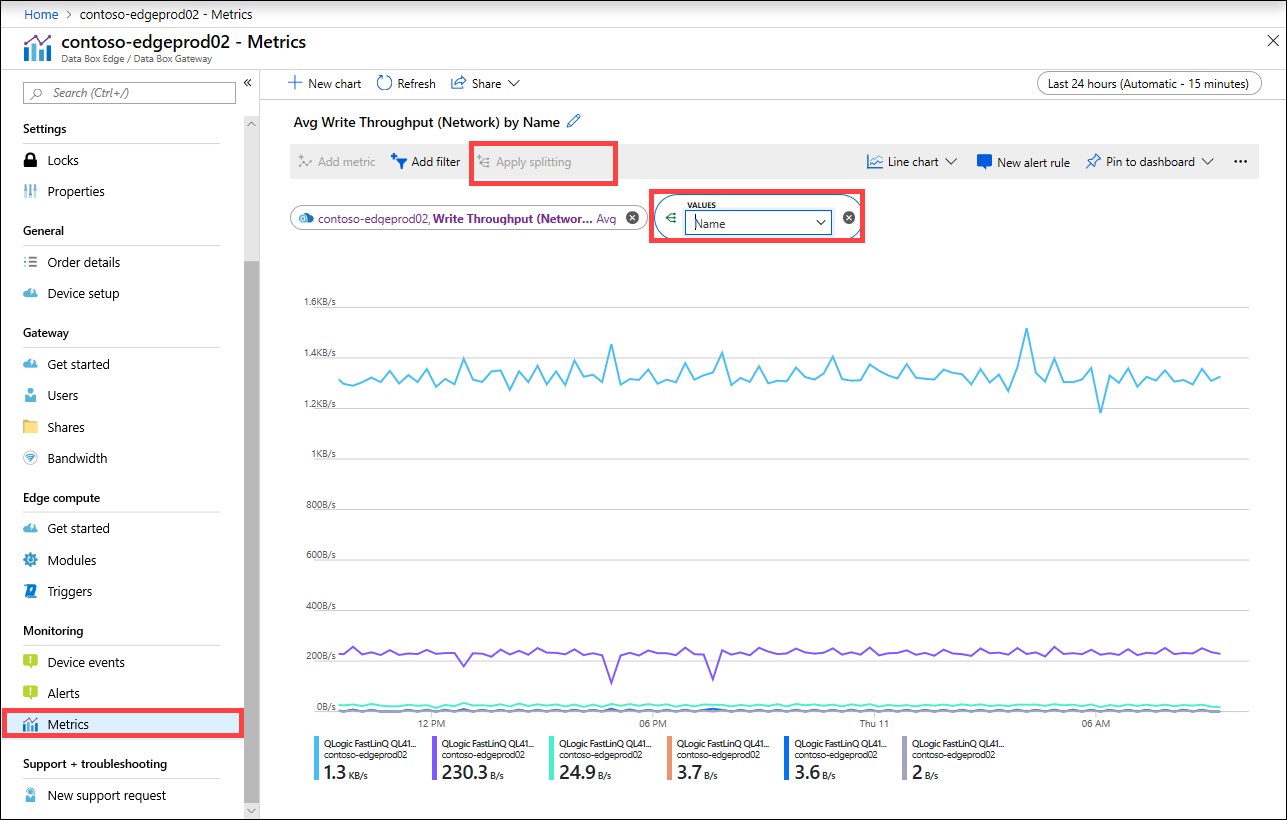 Home > contoso-edgeprod02 - Metrics
contoso-edgeprod02 - Metrics
Data Box Edge / Data Box Gateway
Search (Ctrl+/)
Settings
Locks
Properties
General
Order details
Device setup
Gateway
Get started
Users
Shares
Bandwidth
Edge compute
Get started
Modules
Triggers
Monitoring
Device events
Alerts
Metrics
Support + troubleshooting
New support request
New chart Refresh Share Last 24 hours (Automatic - 15 minutes)
Avg Write Throughput (Network) by Name
Add metric Add filter Apply splitting Line chart New alert rule Pin to dashboard ...
contoso-edgeprod02, Write Throughput (Networ... Avg
VALUES
Name
1.6KB/s
1.4KB/s
1.2KB/s
1KB/s
800B/s
600B/s
400B/s
200B/s
0B/s
12 PM 06 PM Thu 11 06 AM
QLogic FastLinQ QL41... QLogic FastLinQ QL41... QLogic FastLinQ QL41... QLogic FastLinQ QL41... QLogic FastLinQ QL41... QLogic FastLinQ QL41...
contoso-edgeprod02 contoso-edgeprod02 contoso-edgeprod02 contoso-edgeprod02 contoso-edgeprod02 contoso-edgeprod02
1.3 KB/s 230.3 B/s 24.9 B/s 3.7 B/s 3.6 B/s 2 B/s